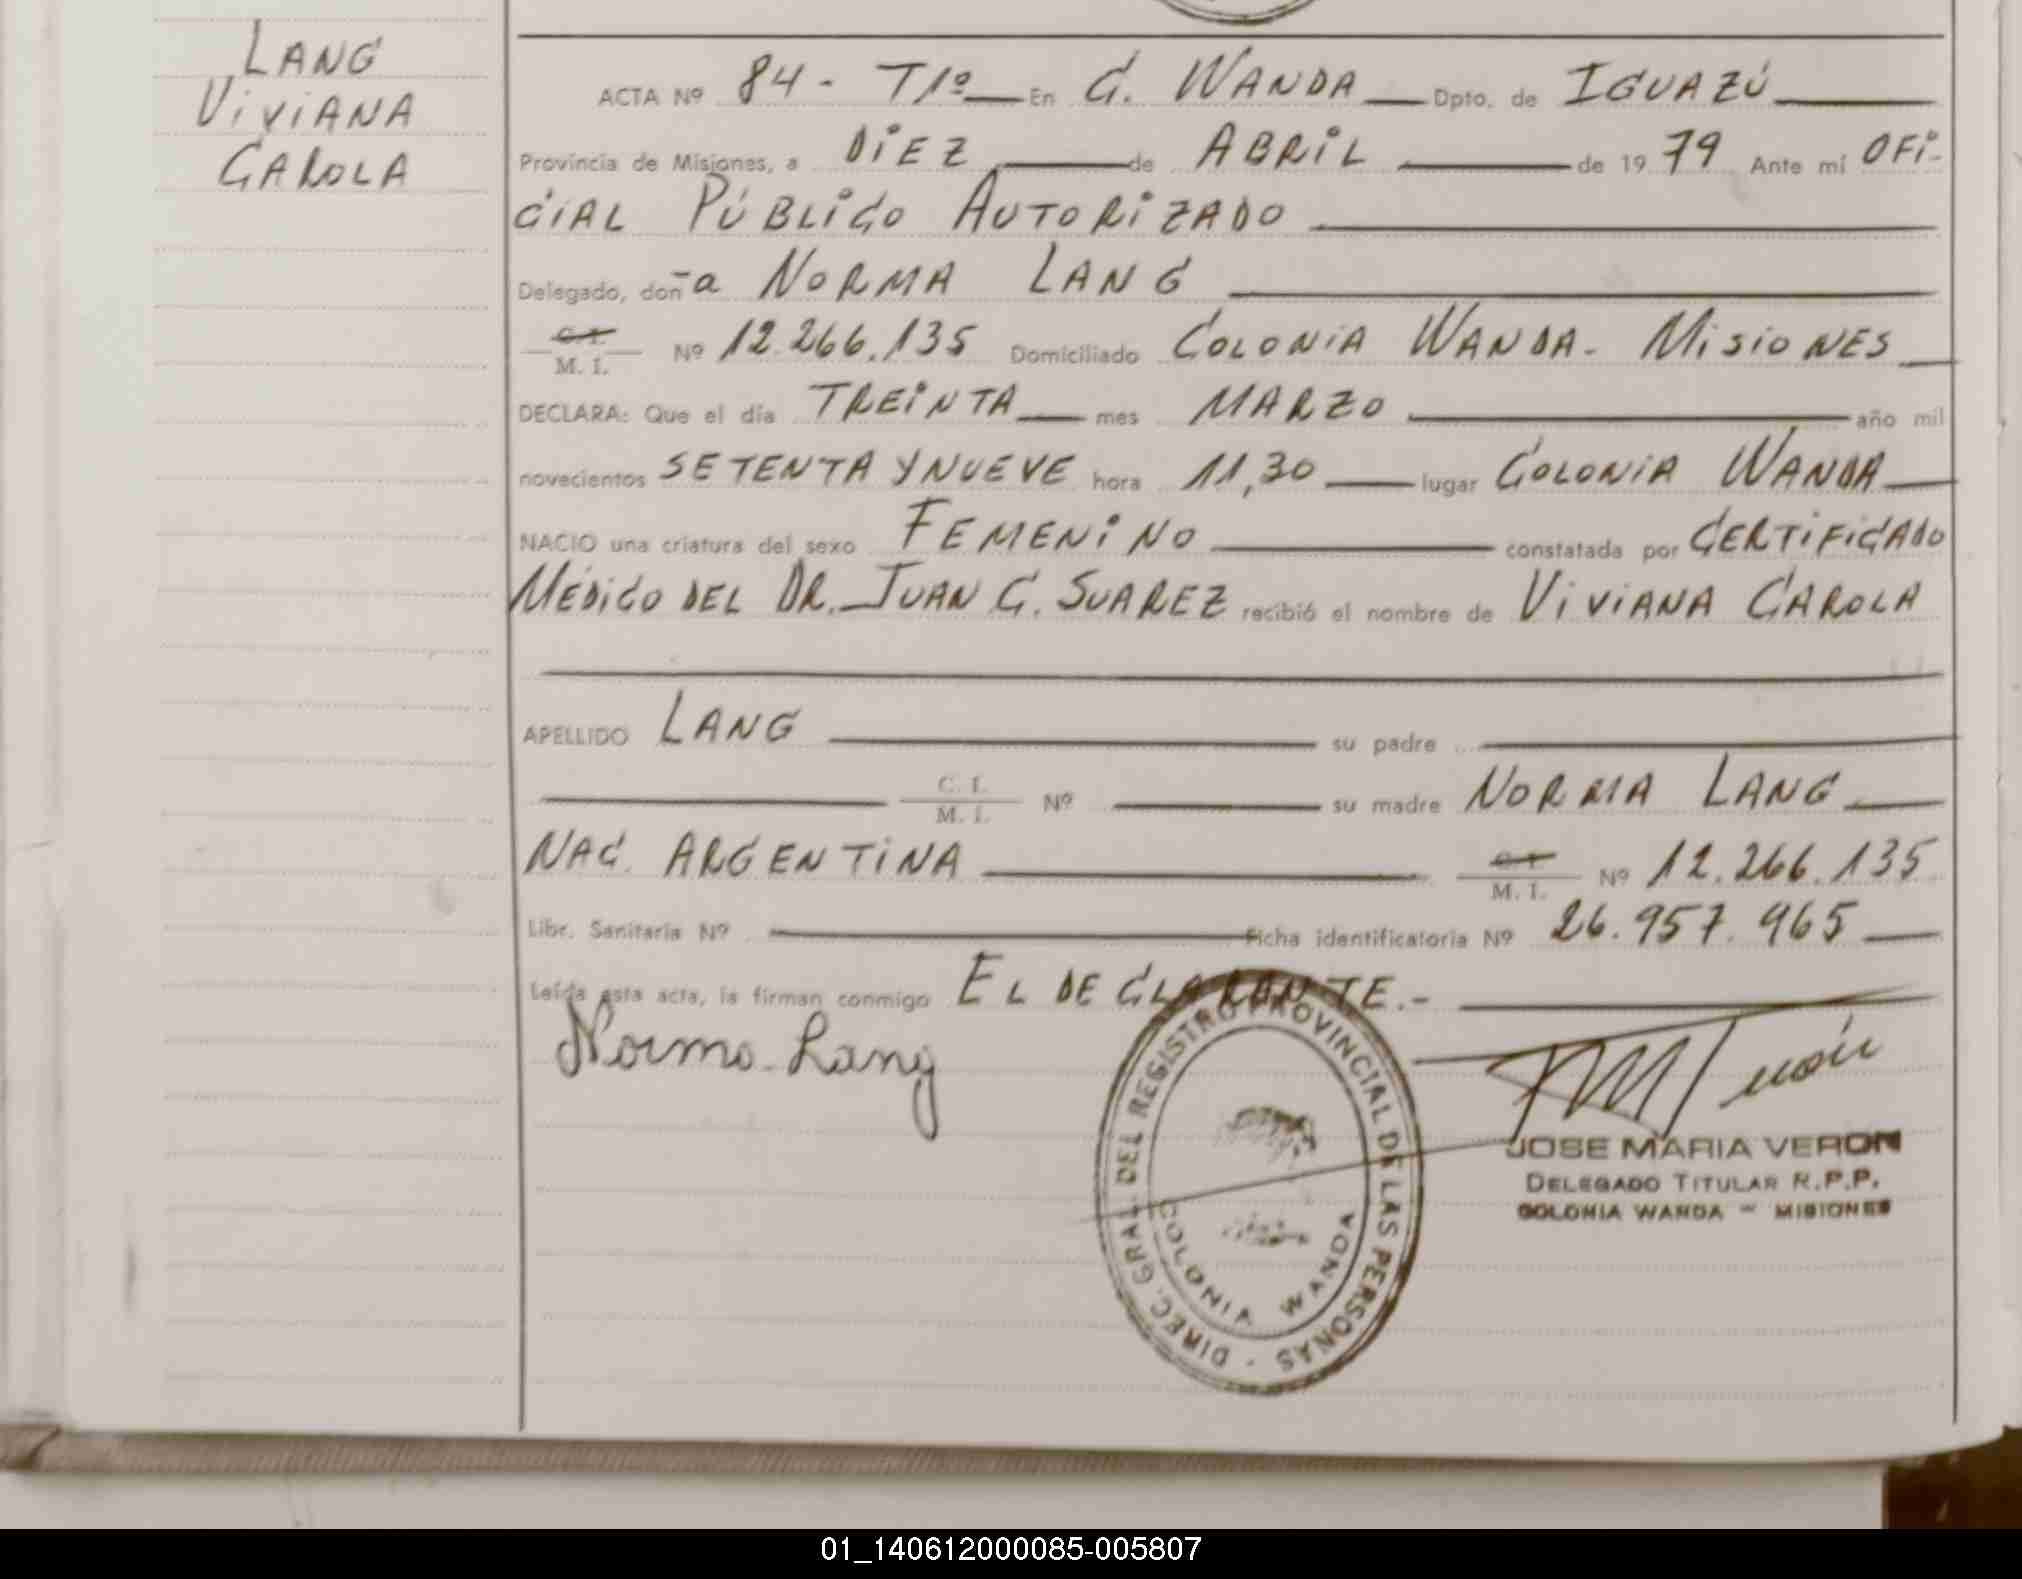 LANG
VIVIANA
CAROLA
ACTA Nº 84 - T1º En C. WANDA Dpto. de IGUAZÚ
Provincia de Misiones, a DIEZ de ABRIL de 1979 Ante mí OFI-
CIAL PÚBLICO AUTORIZADO
Delegado, doña NORMA LANG
C. I.
M. I. Nº 12.266.135 Domiciliado COLONIA WANDA - MISIONES
DECLARA: Que el día TREINTA mes MARZO año mil
novecientos SETENTA Y NUEVE hora 11,30 lugar COLONIA WANDA
NACIO una criatura del sexo FEMENINO constatada por CERTIFICADO
MÉDICO DEL DR. JUAN C. SUAREZ recibió el nombre de VIVIANA CAROLA
APELLIDO LANG su padre
C. I.
M. I. Nº su madre NORMA LANG
NAC. ARGENTINA C. I.
M. I. Nº 12.266.135
Libr. Sanitaria Nº Ficha identificatoria Nº 26.957.965
Leída esta acta, la firman conmigo EL DECLARANTE.-
Norma Lang
DIREC. GRAL. DEL REGISTRO PROVINCIAL DE LAS PERSONAS -
COLONIA WANDA
JOSE MARIA VERON
DELEGADO TITULAR R.P.P.
COLONIA WANDA - MISIONES
01_140612000085-005807